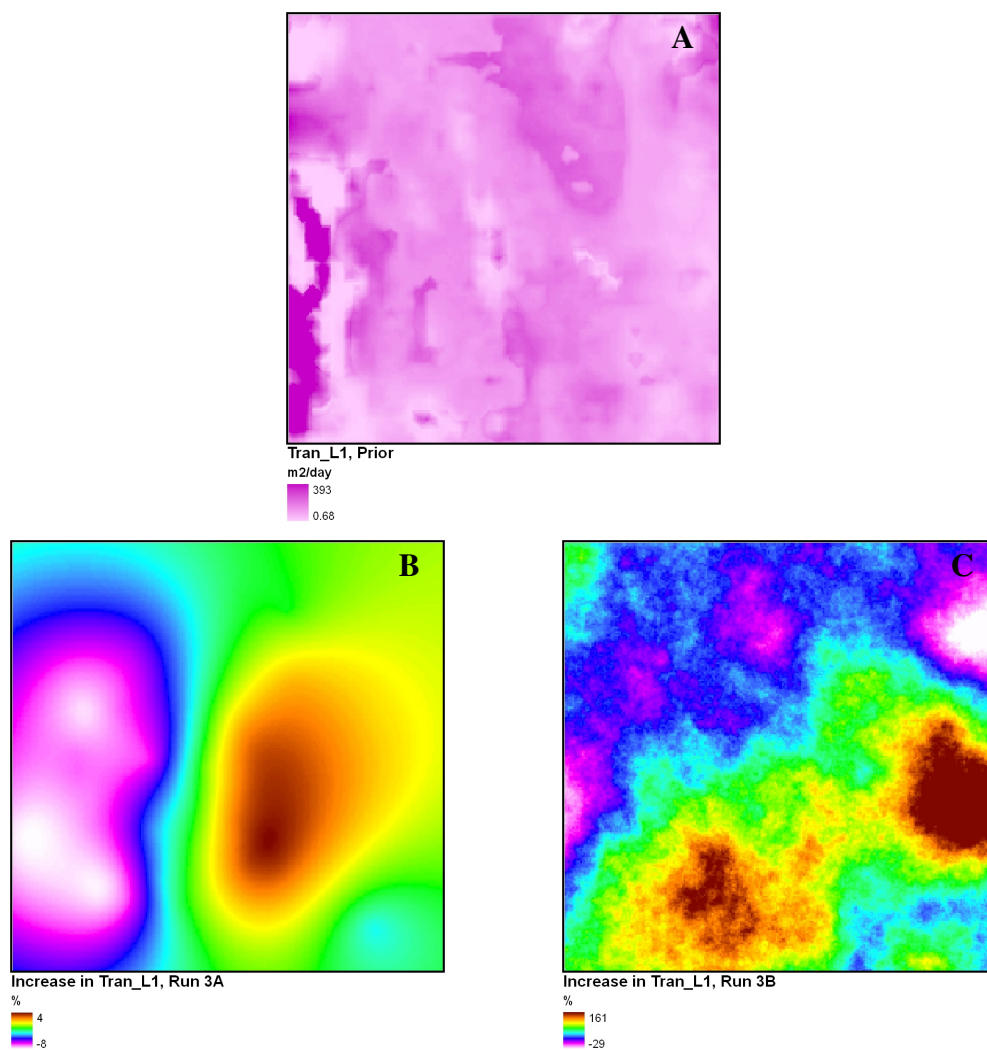 A
Tran_L1, Prior
m2/day
393
0.68
B
C
Increase in Tran_L1, Run 3A
%
4
-8
Increase in Tran_L1, Run 3B
%
161
-29